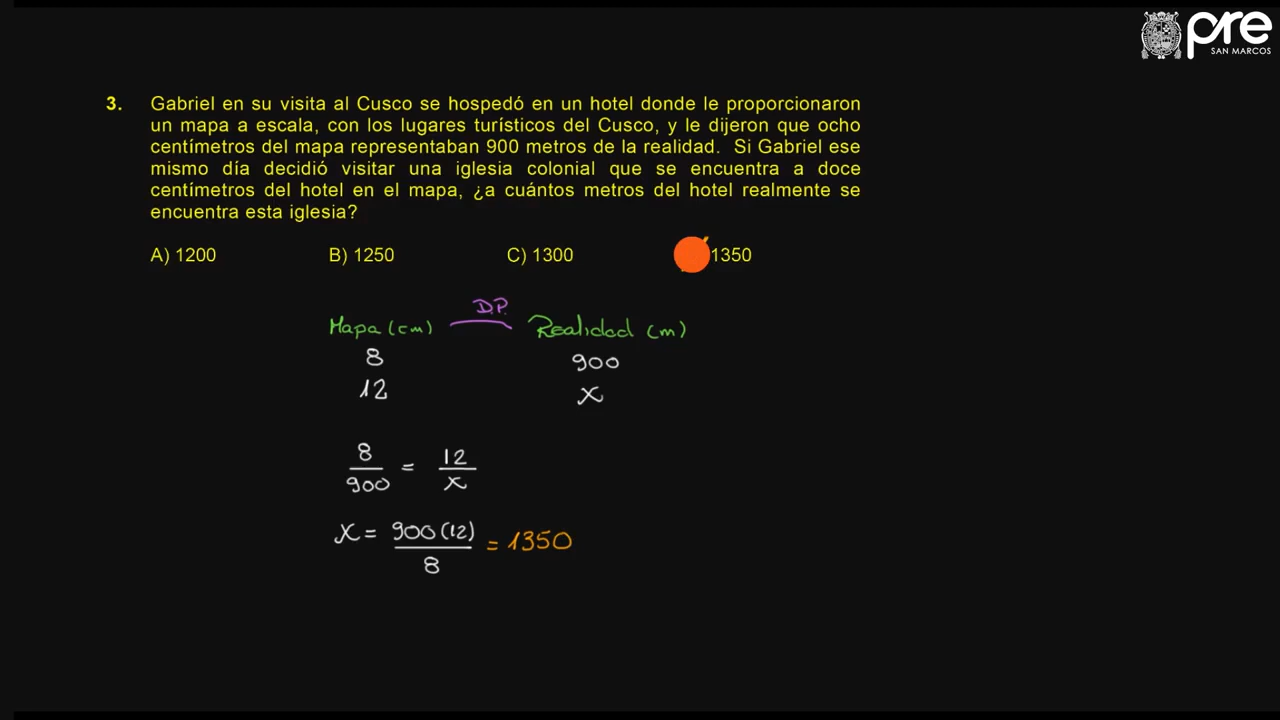 pre
SAN MARCOS
3. Gabriel en su visita al Cusco se hospedó en un hotel donde le proporcionaron
un mapa a escala, con los lugares turísticos del Cusco, y le dijeron que ocho
centímetros del mapa representaban 900 metros de la realidad. Si Gabriel ese
mismo día decidió visitar una iglesia colonial que se encuentra a doce
centímetros del hotel en el mapa, ¿a cuántos metros del hotel realmente se
encuentra esta iglesia?
A) 1200 B) 1250 C) 1300 1350
D.P.
Mapa (cm) Realidad (m)
8 900
12 x
8/900 = 12/x
x = 900(12)/8 = 1350